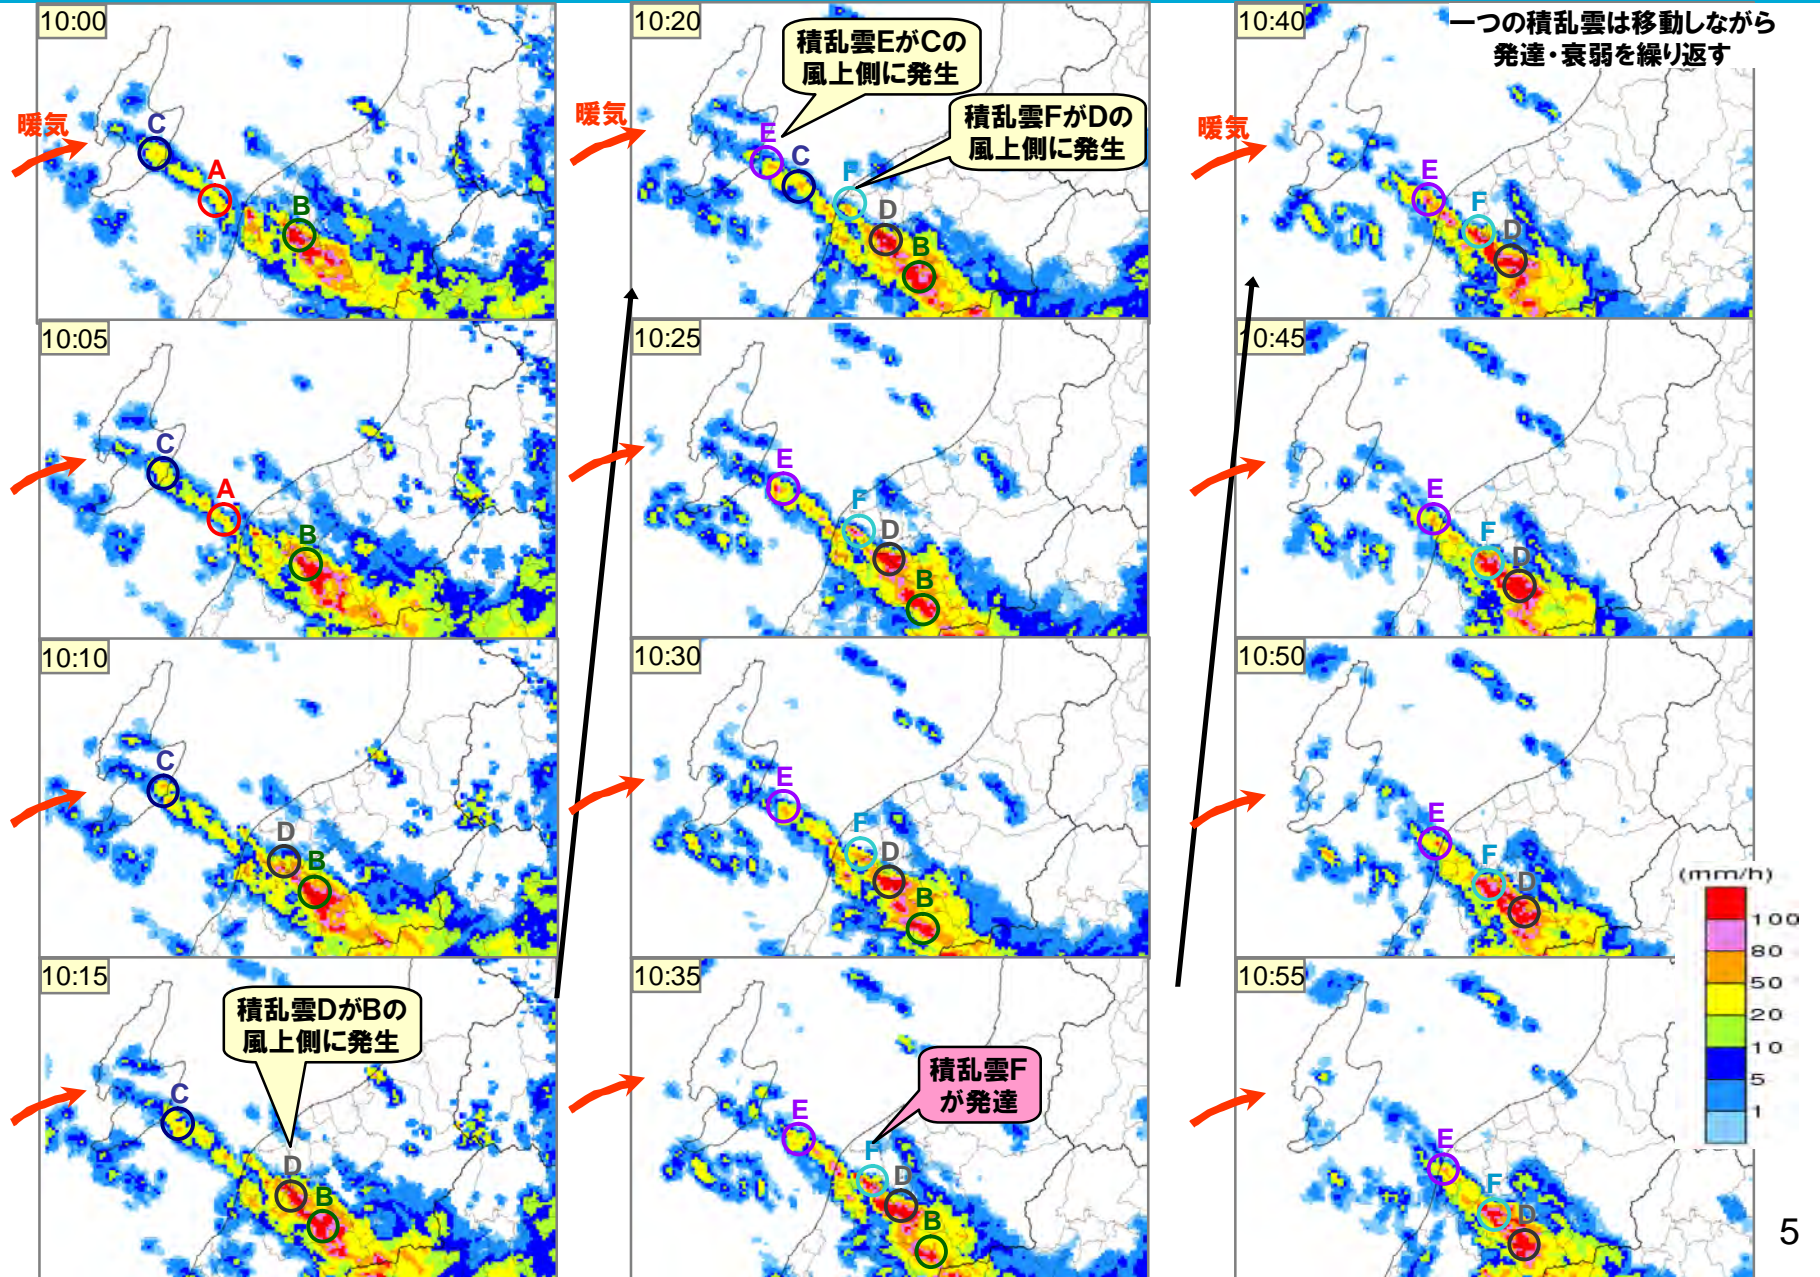 10:00
暖気
C
A
B
10:05
C
A
B
10:10
C
D
B
10:15
積乱雲DがBの
風上側に発生
C
D
B
10:20
積乱雲EがCの
風上側に発生
積乱雲FがDの
風上側に発生
暖気
E
C
F
D
B
10:25
E
F
D
B
10:30
E
F
D
B
10:35
積乱雲F
が発達
E
F
D
B
10:40
一つの積乱雲は移動しながら
発達・衰弱を繰り返す
暖気
E
F
D
10:45
E
F
D
10:50
E
F
D
10:55
E
F
D
(mm/h)
100
80
50
20
10
5
1
5